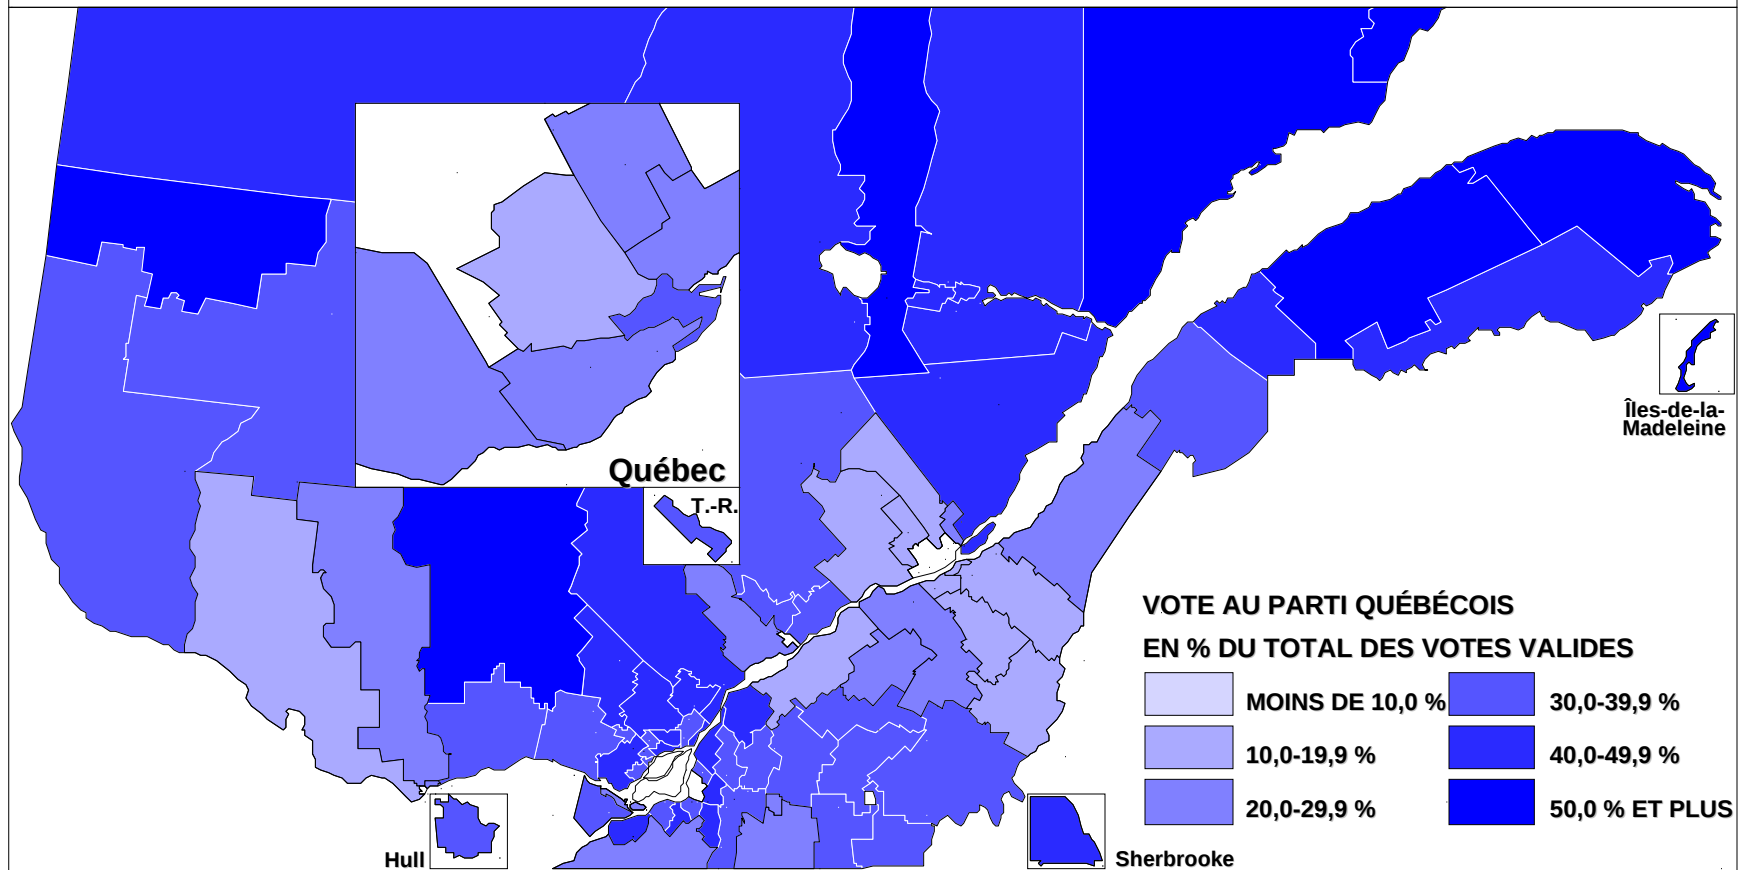 Québec
T.-R.
Îles-de-la-
Madeleine
VOTE AU PARTI QUÉBÉCOIS
EN % DU TOTAL DES VOTES VALIDES
MOINS DE 10,0 %
30,0-39,9 %
10,0-19,9 %
40,0-49,9 %
20,0-29,9 %
50,0 % ET PLUS
Hull
Sherbrooke